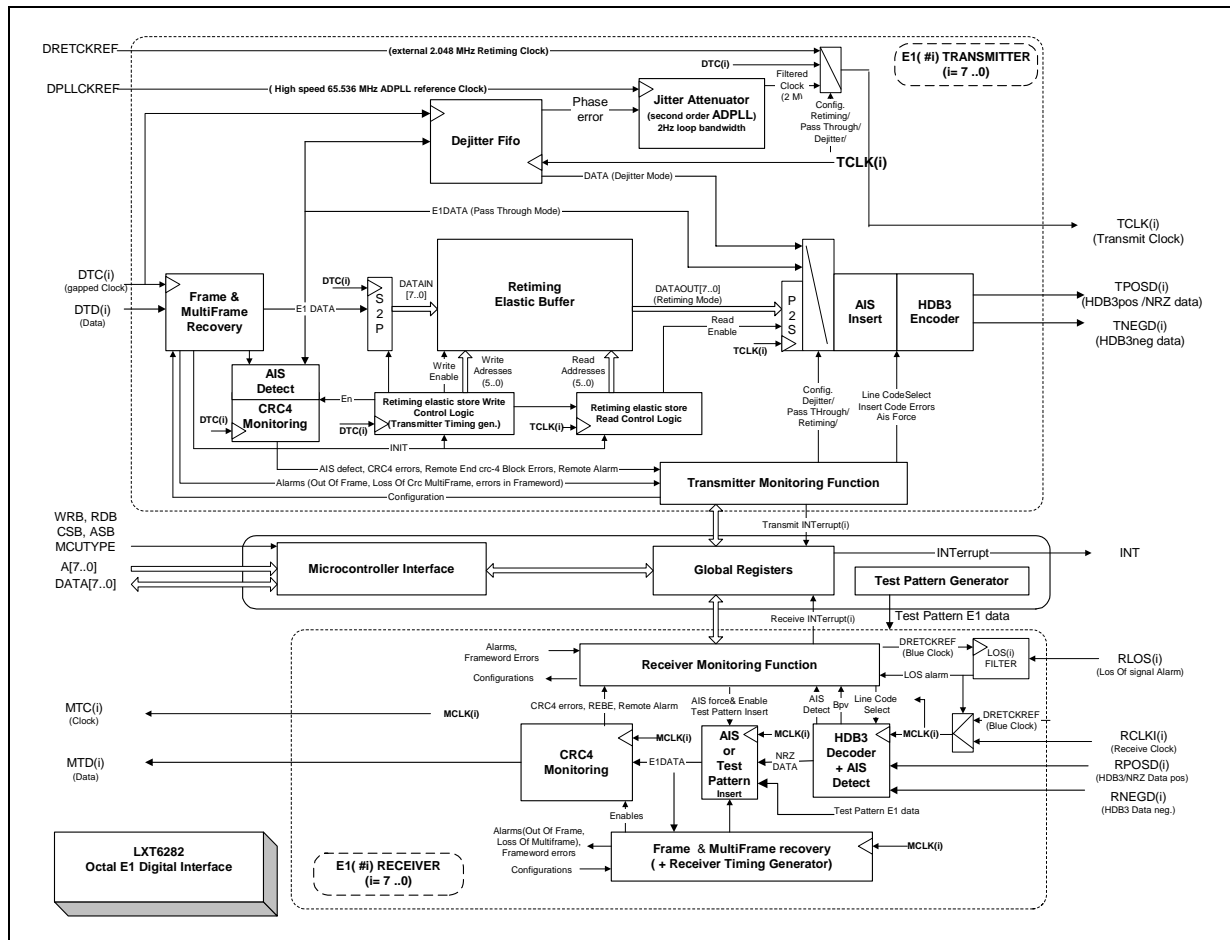 DRETCKREF
(external 2.048 MHz Retiming Clock)
E1( #i) TRANSMITTER
(i= 7 ..0)
DTC(i)
Filtered
Clock
(2 M)
DPLLCKREF
( High speed 65.536 MHz ADPLL reference Clock)
Phase
error
Jitter Attenuator
(second order ADPLL)
2Hz loop bandwidth
Config.
Retiming/
Pass Through/
Dejitter/
Dejitter Fifo
TCLK(i)
DATA (Dejitter Mode)
E1DATA (Pass Through Mode)
TCLK(i)
(Transmit Clock)
DTC(i)
(gapped Clock)
DTD(i)
(Data)
Frame &
MultiFrame
Recovery
E1 DATA
DTC(i)
S
2
P
DATAIN
[7..0]
Retiming
Elastic Buffer
DATAOUT[7..0]
(Retiming Mode)
Read
Enable
TCLK(i)
P
2
S
AIS
Insert
HDB3
Encoder
TPOSD(i)
(HDB3pos /NRZ data)
TNEGD(i)
(HDB3neg data)
Write
Enable
Write
Adresses
(5..0)
Read
Addresses
(5..0)
AIS
Detect
CRC4
Monitoring
DTC(i)
En
Retiming elastic store Write
Control Logic
(Transmitter Timing gen.)
DTC(i)
TCLK(i)
Retiming elastic store
Read Control Logic
INIT
Config.
Dejitter/
Pass THrough/
Retiming/
Line CodeSelect
Insert Code Errors
Ais Force
AIS defect, CRC4 errors, Remote End crc-4 Block Errors, Remote Alarm
Alarms (Out Of Frame, Loss Of Crc MultiFrame, errors in Frameword)
Configuration
Transmitter Monitoring Function
Transmit INTerrupt(i)
WRB, RDB
CSB, ASB
MCUTYPE
A[7..0]
DATA[7..0]
Microcontroller Interface
Global Registers
INTerrupt
INT
Test Pattern Generator
Test Pattern E1 data
Receive INTerrupt(i)
Alarms,
Frameword Errors
Configurations
Receiver Monitoring Function
DRETCKREF
(Blue Clock)
LOS(i)
FILTER
LOS alarm
RLOS(i)
(Los Of signal Alarm)
MTC(i)
(Clock)
MCLK(i)
CRC4 errors, REBE, Remote Alarm
AIS force& Enable
Test Pattern Insert
AIS
Detect
Bpv
Line Code
Select
DRETCKREF
(Blue Clock)
RCLKI(i)
(Receive Clock)
MTD(i)
(Data)
CRC4
Monitoring
MCLK(i)
E1DATA
AIS
or
Test
Pattern
Insert
MCLK(i)
NRZ
DATA
HDB3
Decoder
+ AIS
Detect
MCLK(i)
RPOSD(i)
(HDB3/NRZ Data pos)
RNEGD(i)
(HDB3 Data neg.)
Test Pattern E1 data
Enables
Alarms(Out Of Frame,
Loss Of Multiframe),
Frameword errors
Configurations
Frame & MultiFrame recovery
( + Receiver Timing Generator)
MCLK(i)
LXT6282
Octal E1 Digital Interface
E1( #i) RECEIVER
(i= 7 ..0)